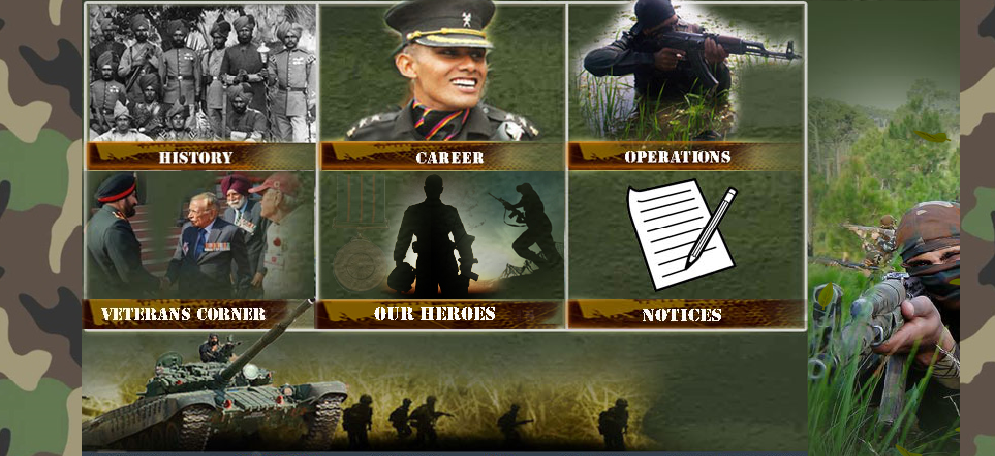 HISTORY
CAREER
OPERATIONS
VETERANS CORNER
OUR HEROES
NOTICES